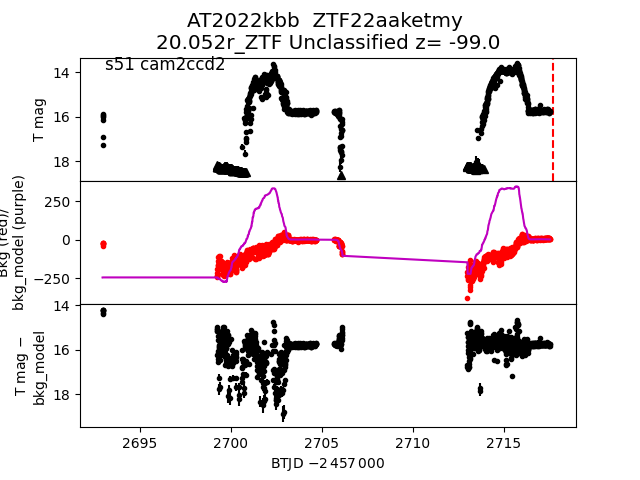 AT2022kbb  ZTF22aaketmy
20.052r_ZTF Unclassified z= -99.0
s51 cam2ccd2
14
16
18
T mag
250
0
−250
Bkg (red)/
bkg_model (purple)
14
16
18
T mag −
bkg_model
2695
2700
2705
2710
2715
BTJD −2 457 000